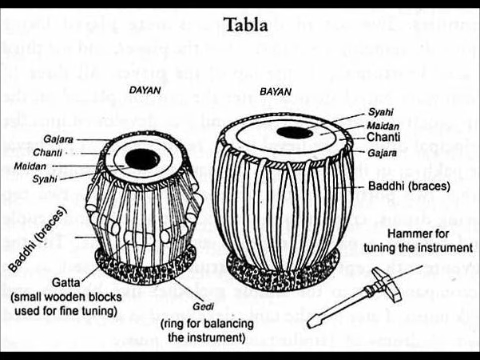 Tabla
DAYAN
BAYAN
Gajara
Chanti
Maidan
Syahi
Baddhi (braces)
Gatta
(small wooden blocks
used for fine tuning)
Gedi
(ring for balancing
the instrument)
Syahi
Maidan
Chanti
Gajara
Baddhi (braces)
Hammer for
tuning the instrument